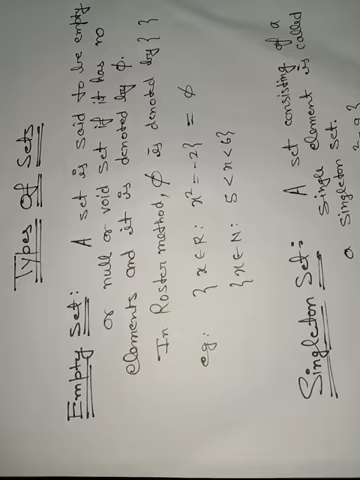 Types Of Sets
Empty Set: A set is said to be empty
or null or void set if it has no
elements and it is denoted by ϕ.
In Roster method, ϕ is denoted by { }
eg: { x ∈ R : x² = -2 } = ϕ
{ x ∈ N : 5 < x < 6 }
Singleton Set: A set consisting of a
single element is called
a singleton set.